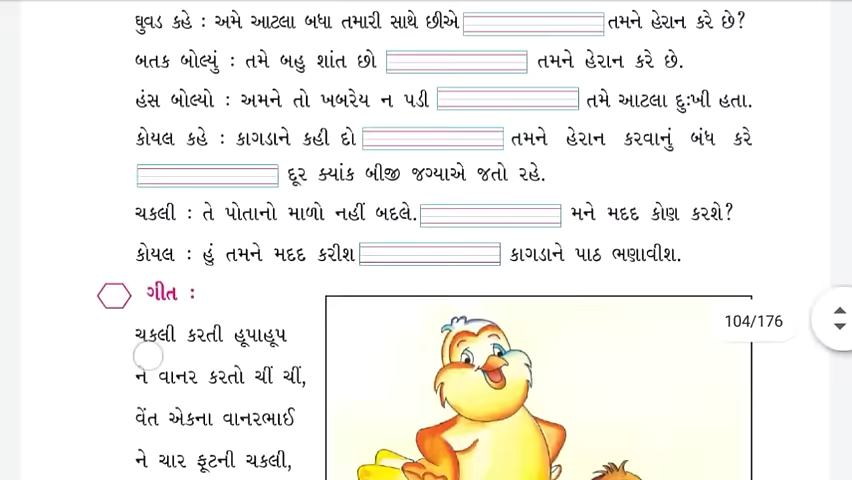 ઘુવડ કહે : અમે આટલા બધા તમારી સાથે છીએ તમને હેરાન કરે છે?
બતક બોલ્યું : તમે બહુ શાંત છો તમને હેરાન કરે છે.
હંસ બોલ્યો : અમને તો ખબરેય ન પડી તમે આટલા દુઃખી હતા.
કોયલ કહે : કાગડાને કહી દો તમને હેરાન કરવાનું બંધ કરે
દૂર ક્યાંક બીજી જગ્યાએ જતો રહે.
ચકલી : તે પોતાનો માળો નહીં બદલે. મને મદદ કોણ કરશે?
કોયલ : હું તમને મદદ કરીશ કાગડાને પાઠ ભણાવીશ.
ગીત :
104/176
ચકલી કરતી હૂપાહૂપ
ને વાનર કરતો ચીં ચીં,
વેંત એકના વાનરભાઈ
ને ચાર ફૂટની ચકલી,